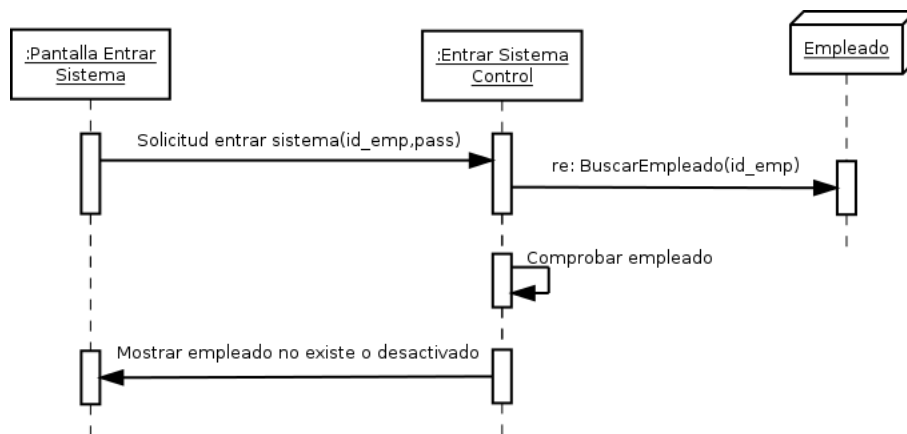 :Pantalla Entrar
Sistema
:Entrar Sistema
Control
Empleado
Solicitud entrar sistema(id_emp,pass)
re: BuscarEmpleado(id_emp)
Comprobar empleado
Mostrar empleado no existe o desactivado